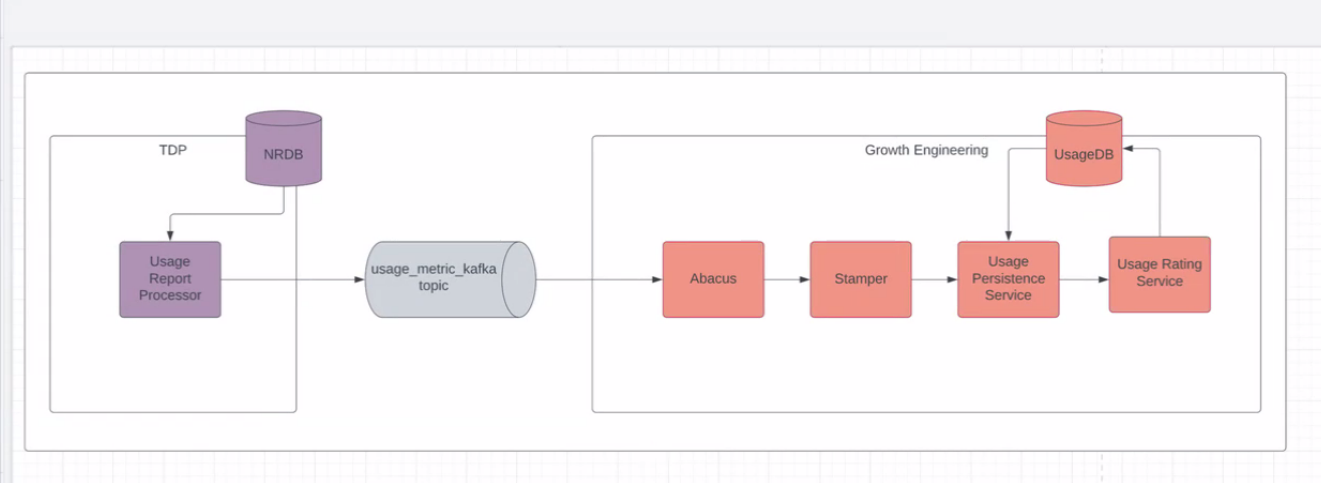 TDP
NRDB
Growth Engineering
UsageDB
Usage
Report
Processor
usage_metric_kafka
topic
Abacus
Stamper
Usage
Persistence
Service
Usage Rating
Service